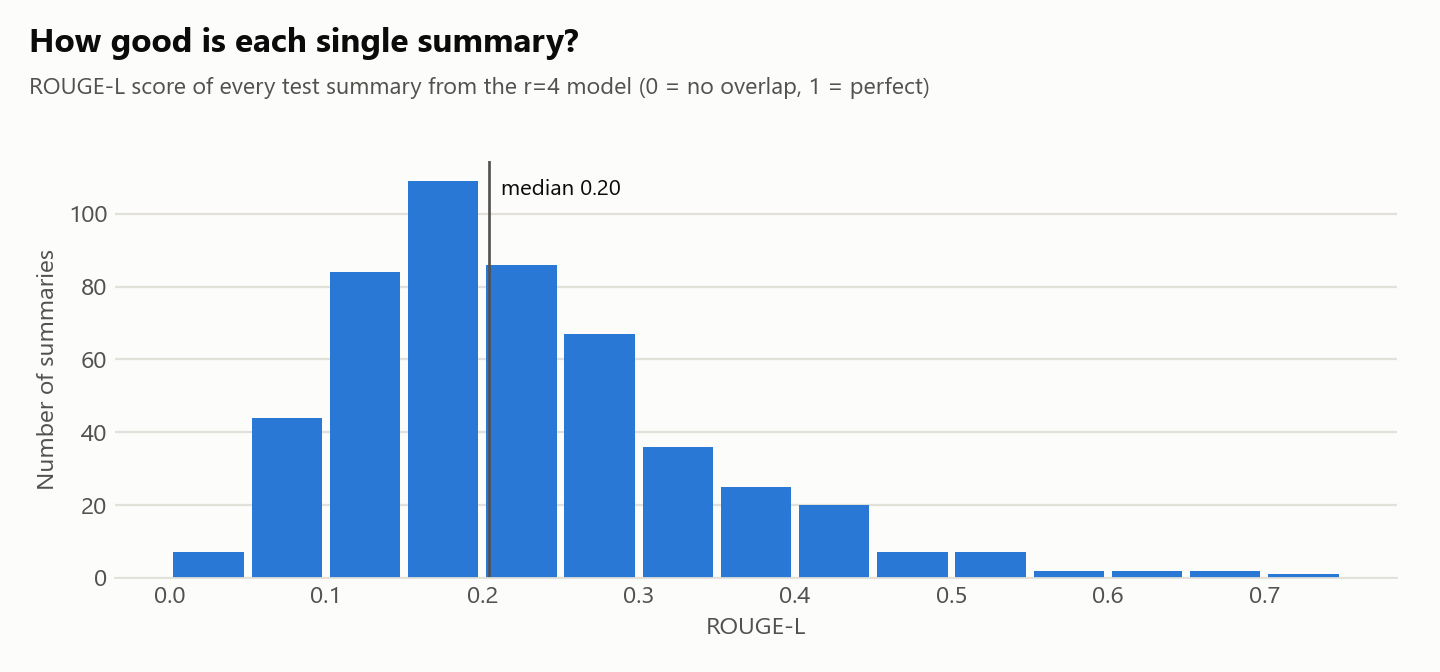 How good is each single summary?
ROUGE-L score of every test summary from the r=4 model (0 = no overlap, 1 = perfect)
median 0.20
Number of summaries
100
80
60
40
20
0
0.0 0.1 0.2 0.3 0.4 0.5 0.6 0.7
ROUGE-L